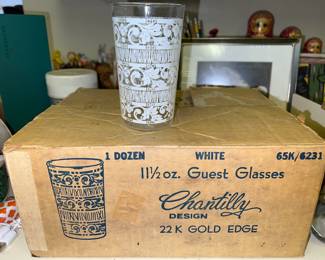 1 DOZEN WHITE 65K/6231
11½ oz. Guest Glasses
Chantilly
DESIGN
22 K GOLD EDGE